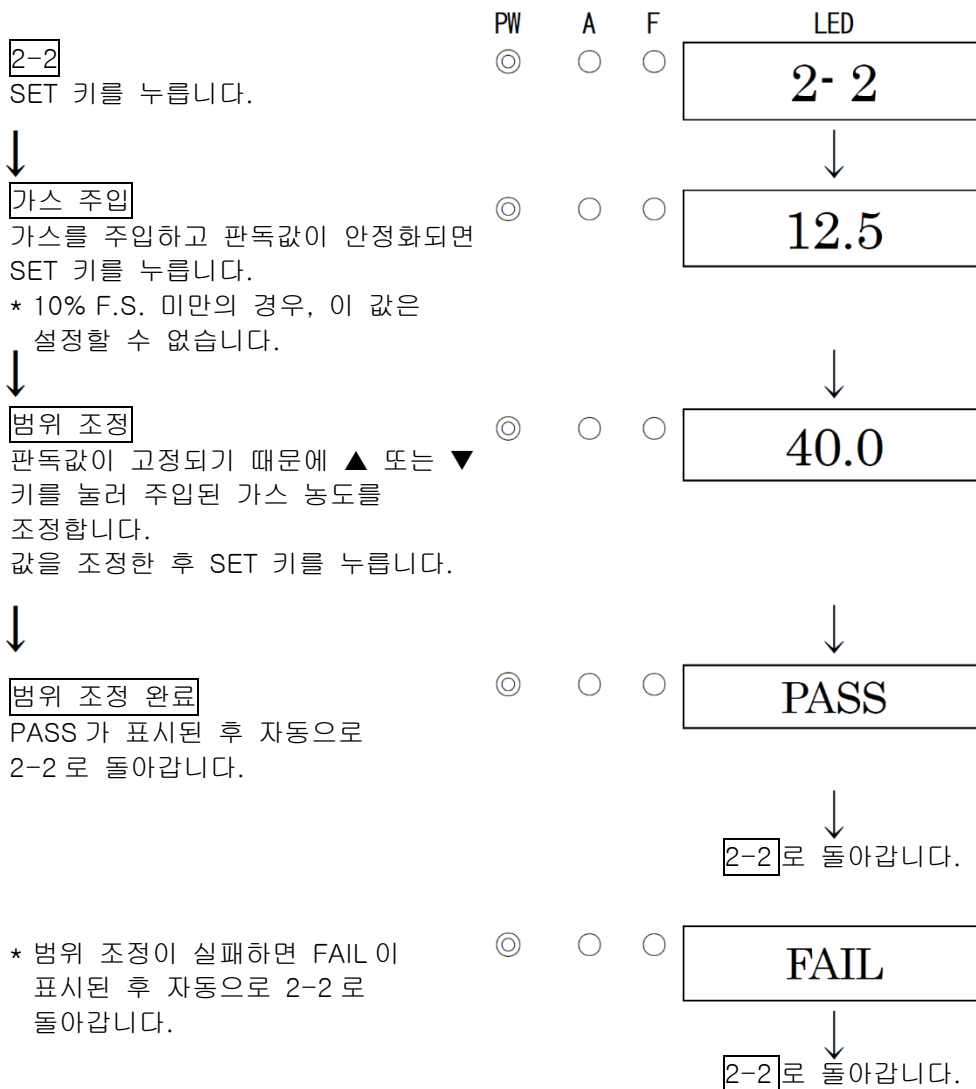 PW A F LED
2-2
◎ ○ ○ 2- 2
SET 키를 누릅니다.
↓ ↓
가스 주입
◎ ○ ○ 12.5
가스를 주입하고 판독값이 안정화되면
SET 키를 누릅니다.
* 10% F.S. 미만의 경우, 이 값은
설정할 수 없습니다.
↓ ↓
범위 조정
◎ ○ ○ 40.0
판독값이 고정되기 때문에 ▲ 또는 ▼
키를 눌러 주입된 가스 농도를
조정합니다.
값을 조정한 후 SET 키를 누릅니다.
↓ ↓
범위 조정 완료
◎ ○ ○ PASS
PASS 가 표시된 후 자동으로
2-2 로 돌아갑니다.
↓
2-2 로 돌아갑니다.
* 범위 조정이 실패하면 FAIL 이
◎ ○ ○ FAIL
표시된 후 자동으로 2-2 로
돌아갑니다.
↓
2-2 로 돌아갑니다.